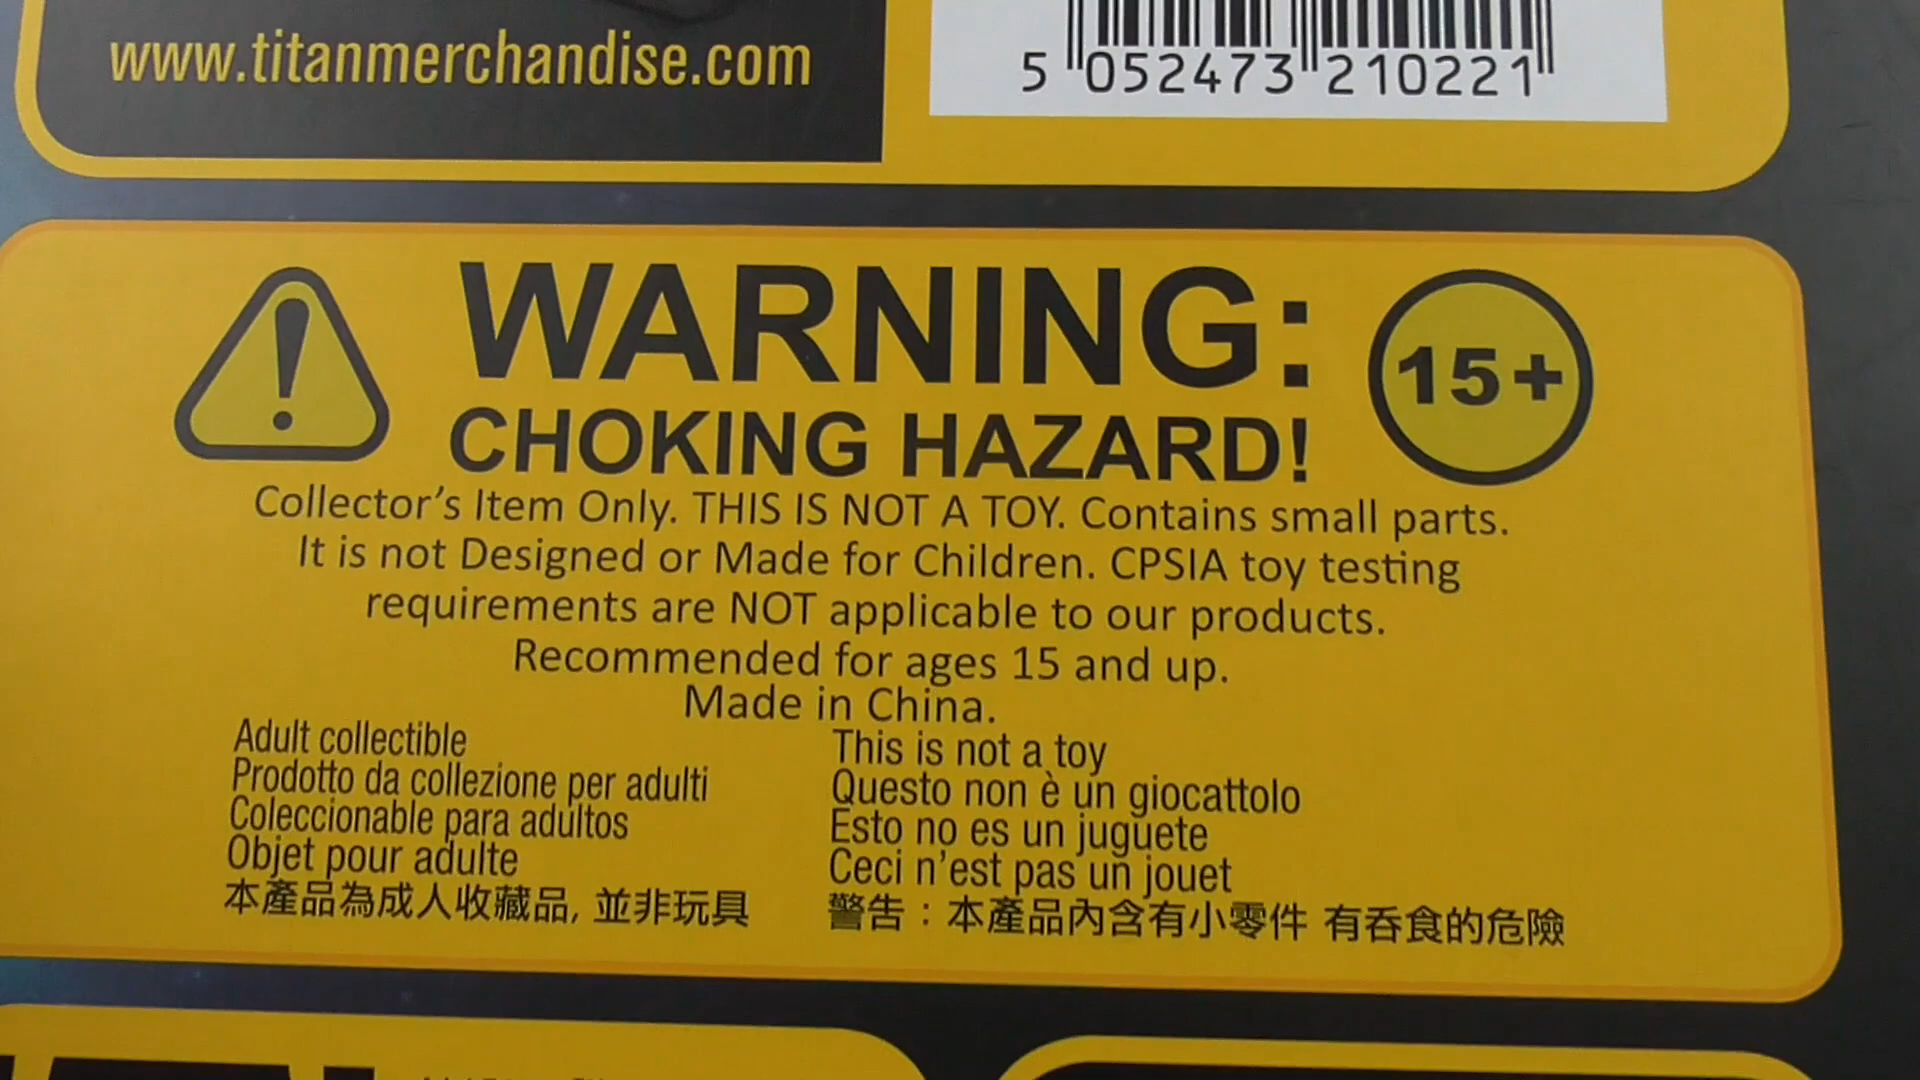 www.titanmerchandise.com
5 052473 210221
WARNING:
CHOKING HAZARD!
15+
Collector's Item Only. THIS IS NOT A TOY. Contains small parts.
It is not Designed or Made for Children. CPSIA toy testing
requirements are NOT applicable to our products.
Recommended for ages 15 and up.
Made in China.
Adult collectible
Prodotto da collezione per adulti
Coleccionable para adultos
Objet pour adulte
本產品為成人收藏品, 並非玩具
This is not a toy
Questo non è un giocattolo
Esto no es un juguete
Ceci n'est pas un jouet
警告：本產品內含有小零件 有吞食的危險